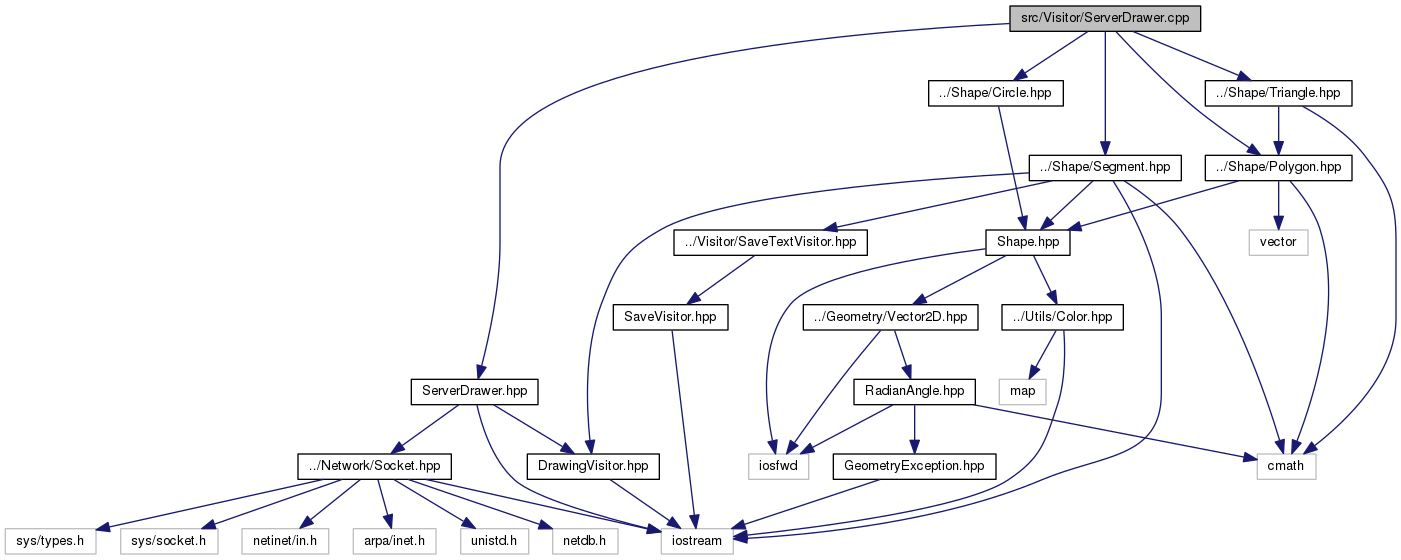 src/Visitor/ServerDrawer.cpp
../Shape/Circle.hpp
../Shape/Triangle.hpp
../Shape/Segment.hpp
../Shape/Polygon.hpp
../Visitor/SaveTextVisitor.hpp
Shape.hpp
vector
SaveVisitor.hpp
../Geometry/Vector2D.hpp
../Utils/Color.hpp
ServerDrawer.hpp
RadianAngle.hpp
map
../Network/Socket.hpp
DrawingVisitor.hpp
iosfwd
GeometryException.hpp
cmath
sys/types.h
sys/socket.h
netinet/in.h
arpa/inet.h
unistd.h
netdb.h
iostream